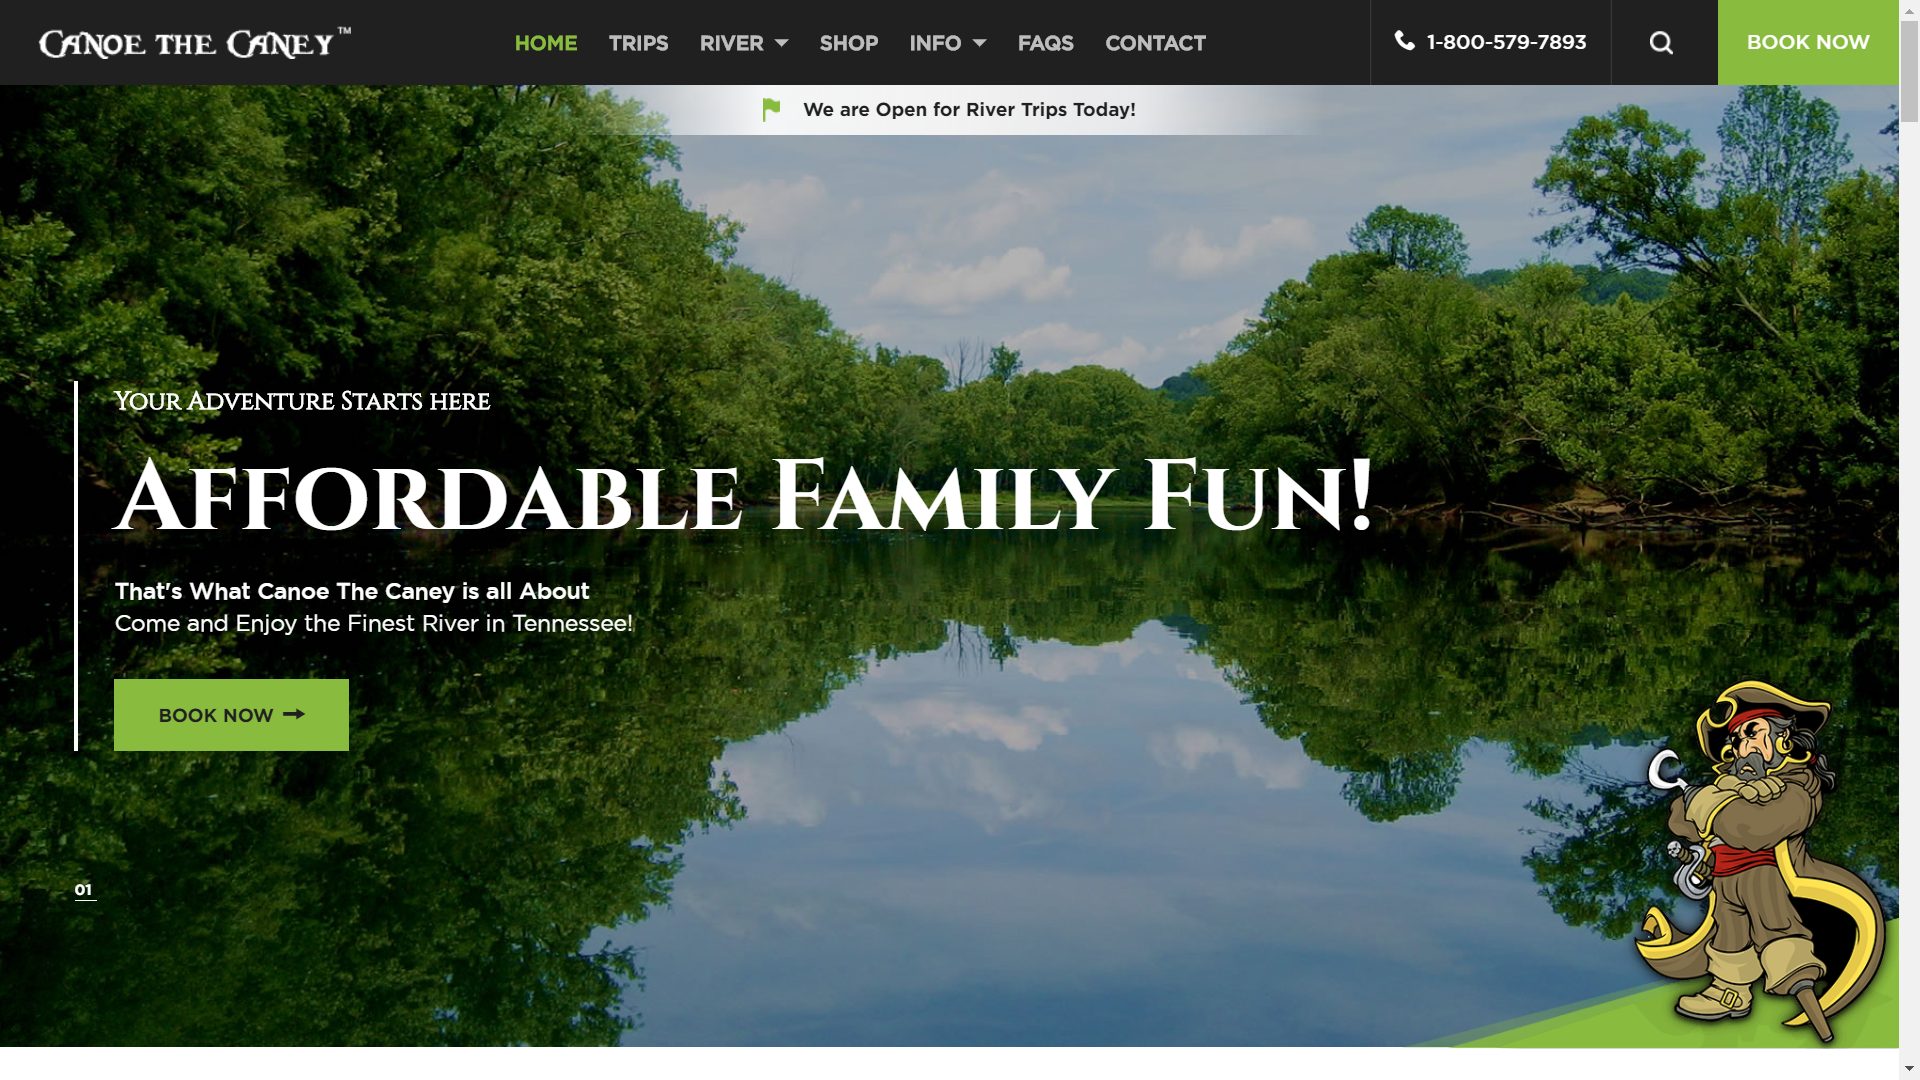 CANOE THE CANEY™
HOME TRIPS RIVER SHOP INFO FAQS CONTACT
1-800-579-7893
BOOK NOW
We are Open for River Trips Today!
YOUR ADVENTURE STARTS HERE
AFFORDABLE FAMILY FUN!
That's What Canoe The Caney is all About
Come and Enjoy the Finest River in Tennessee!
BOOK NOW
01